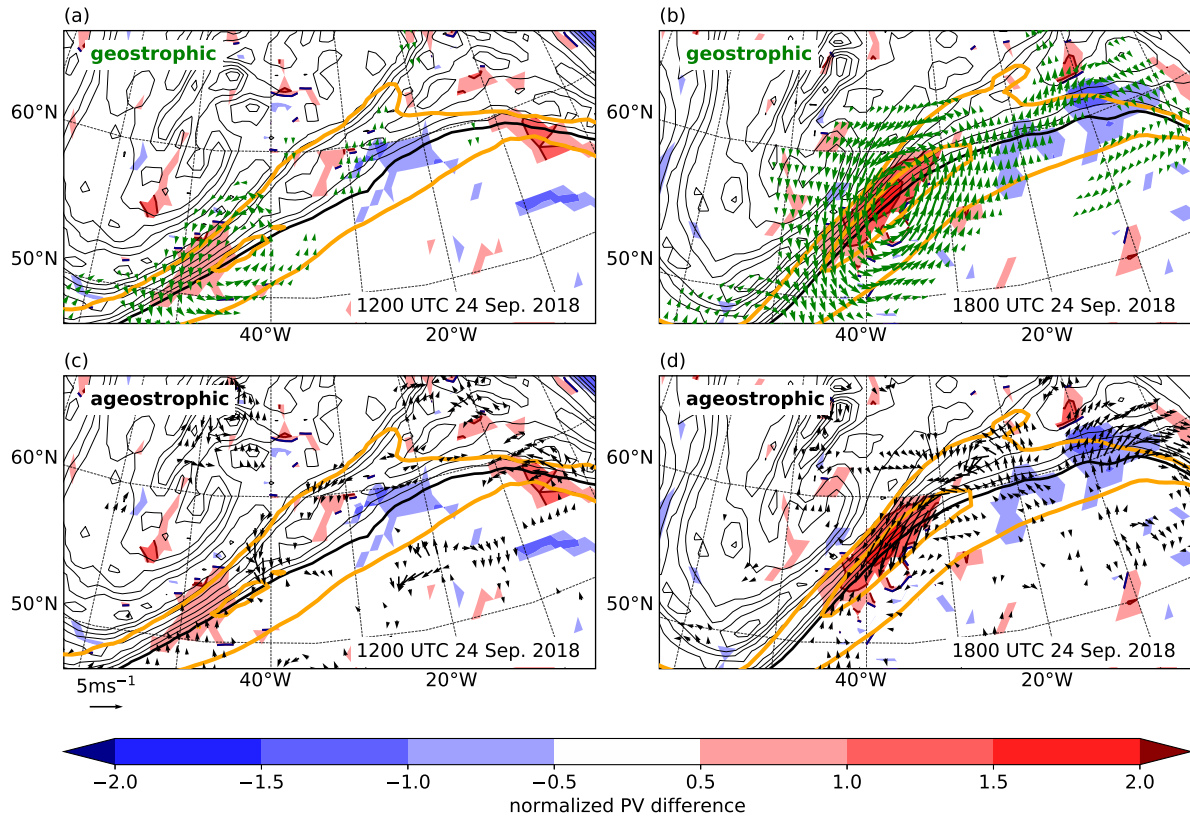 (a)
(b)
geostrophic
geostrophic
60°N
60°N
50°N
50°N
1200 UTC 24 Sep. 2018
1800 UTC 24 Sep. 2018
40°W
40°W
20°W
(c)
(d)
ageostrophic
ageostrophic
60°N
60°N
50°N
50°N
1200 UTC 24 Sep. 2018
1800 UTC 24 Sep. 2018
40°W
20°W
40°W
20°W
5ms⁻¹
−2.0
−1.5
−1.0
−0.5
0.5
1.0
1.5
2.0
normalized PV difference